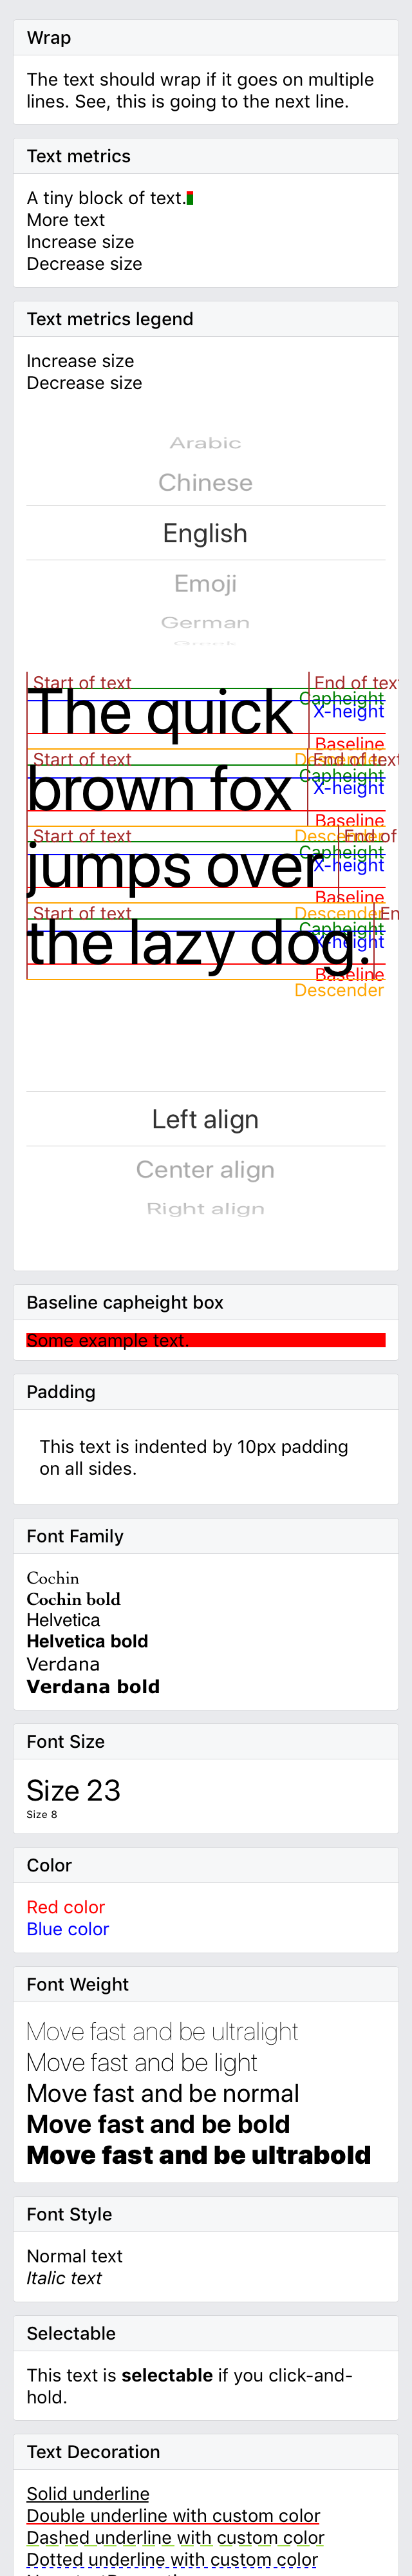 Wrap
The text should wrap if it goes on multiple
lines. See, this is going to the next line.
Text metrics
A tiny block of text.
More text
Increase size
Decrease size
Text metrics legend
Increase size
Decrease size
Arabic
Chinese
English
Emoji
German
Start of text
End of text
Capheight
X-height
The quick
Baseline
Descender
Start of text
End of text
Capheight
X-height
brown fox
Baseline
Descender
Start of text
End of
Capheight
X-height
jumps over
Baseline
Descender
Start of text
En
Capheight
X-height
the lazy dog.
Baseline
Descender
Left align
Center align
Right align
Baseline capheight box
Some example text.
Padding
This text is indented by 10px padding
on all sides.
Font Family
Cochin
Cochin bold
Helvetica
Helvetica bold
Verdana
Verdana bold
Font Size
Size 23
Size 8
Color
Red color
Blue color
Font Weight
Move fast and be ultralight
Move fast and be light
Move fast and be normal
Move fast and be bold
Move fast and be ultrabold
Font Style
Normal text
Italic text
Selectable
This text is selectable if you click-and-
hold.
Text Decoration
Solid underline
Double underline with custom color
Dashed underline with custom color
Dotted underline with custom color